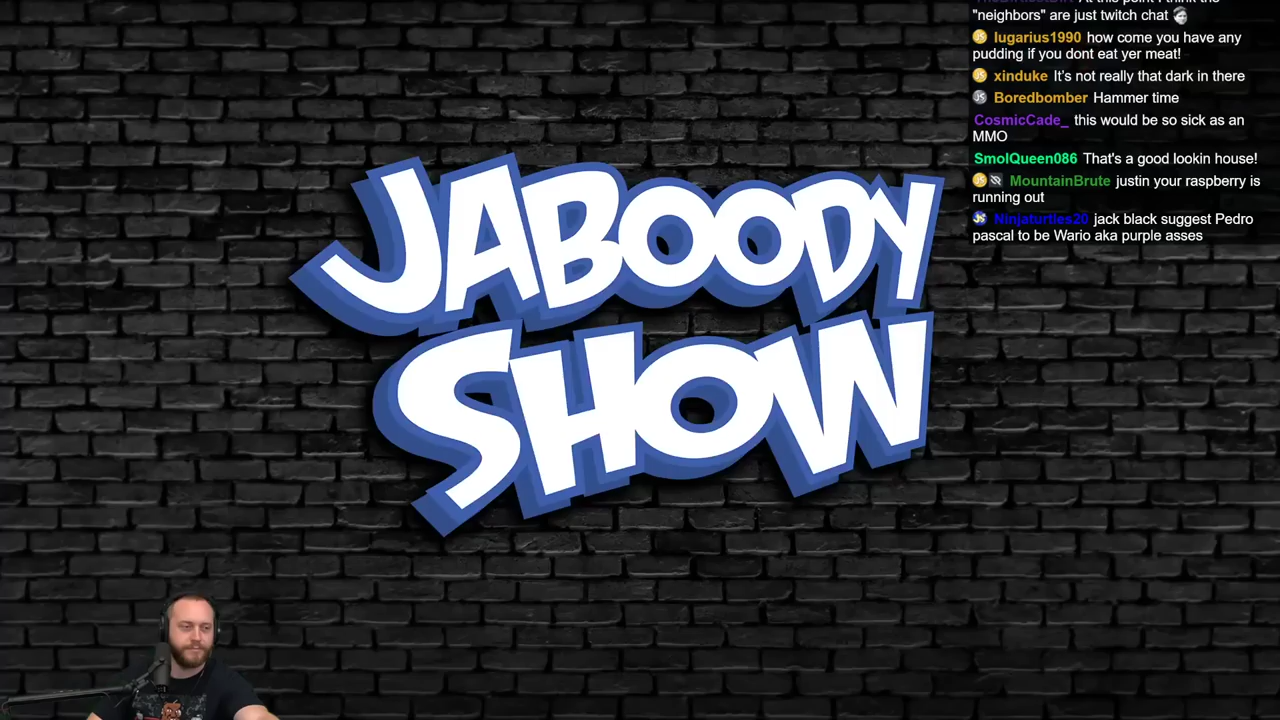 "neighbors" are just twitch chat
lugarius1990 how come you have any
pudding if you dont eat yer meat!
xinduke It's not really that dark in there
Boredbomber Hammer time
CosmicCade_ this would be so sick as an
MMO
SmolQueen086 That's a good lookin house!
MountainBrute justin your raspberry is
running out
Ninjaturtles20 jack black suggest Pedro
pascal to be Wario aka purple asses
JABOODY
SHOW